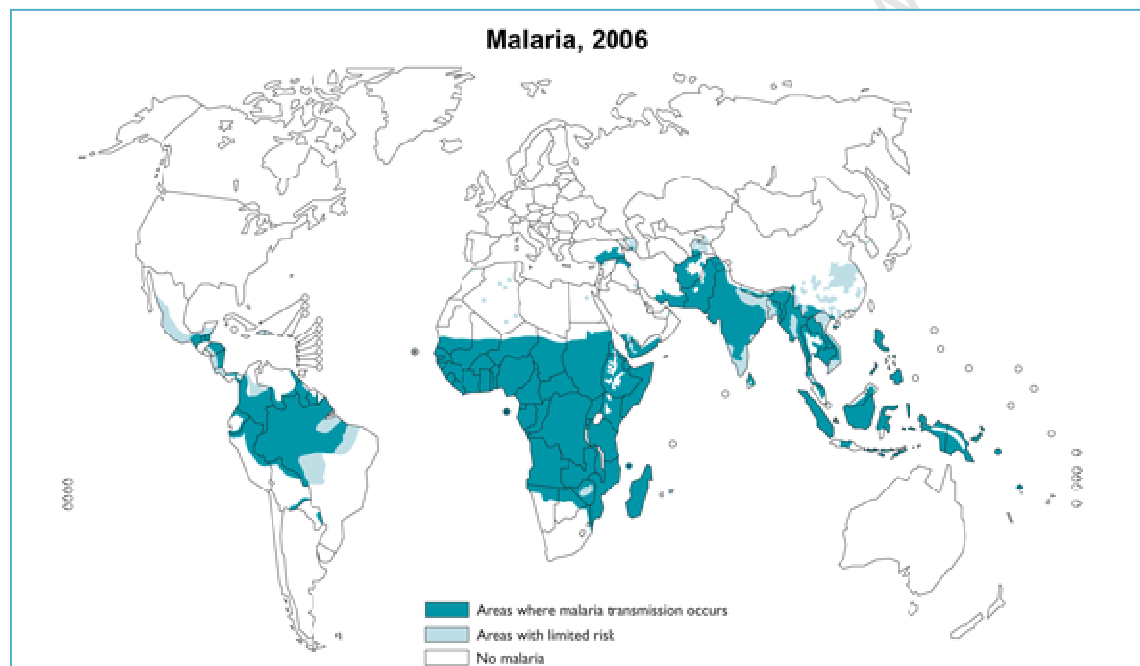 Malaria, 2006
Areas where malaria transmission occurs
Areas with limited risk
No malaria